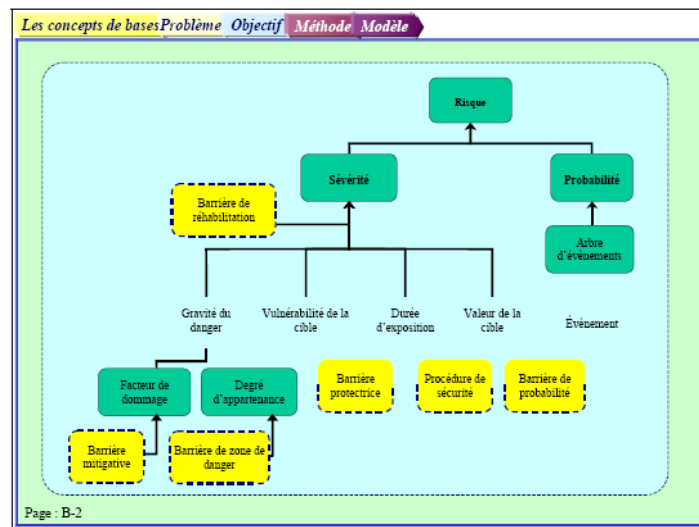 Les concepts de bases Problème Objectif Méthode Modèle
Risque
Sévérité
Probabilité
Barrière de
réhabilitation
Arbre
d'évènements
Gravité du
danger
Vulnérabilité de la
cible
Durée
d'exposition
Valeur de la
cible
Évènement
Facteur de
dommage
Degré
d'appartenance
Barrière
protectrice
Procédure de
sécurité
Barrière de
probabilité
Barrière
mitigative
Barrière de zone de
danger
Page : B-2